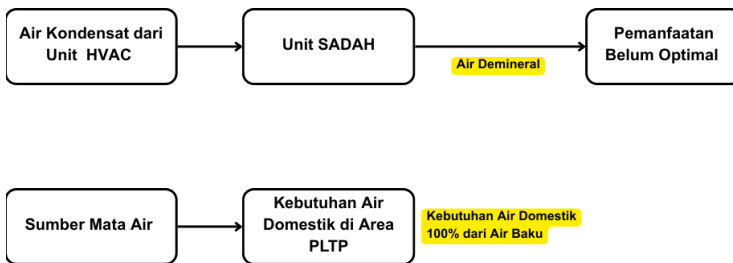 Air Kondensat dari
Unit HVAC
Unit SADAH
Air Demineral
Pemanfaatan
Belum Optimal
Sumber Mata Air
Kebutuhan Air
Domestik di Area
PLTP
Kebutuhan Air Domestik
100% dari Air Baku